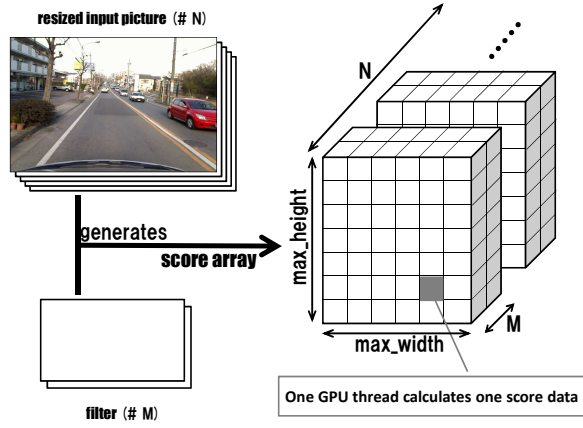 resized input picture (# N)
generates
score array
filter (# M)
N
max_height
max_width
M
One GPU thread calculates one score data